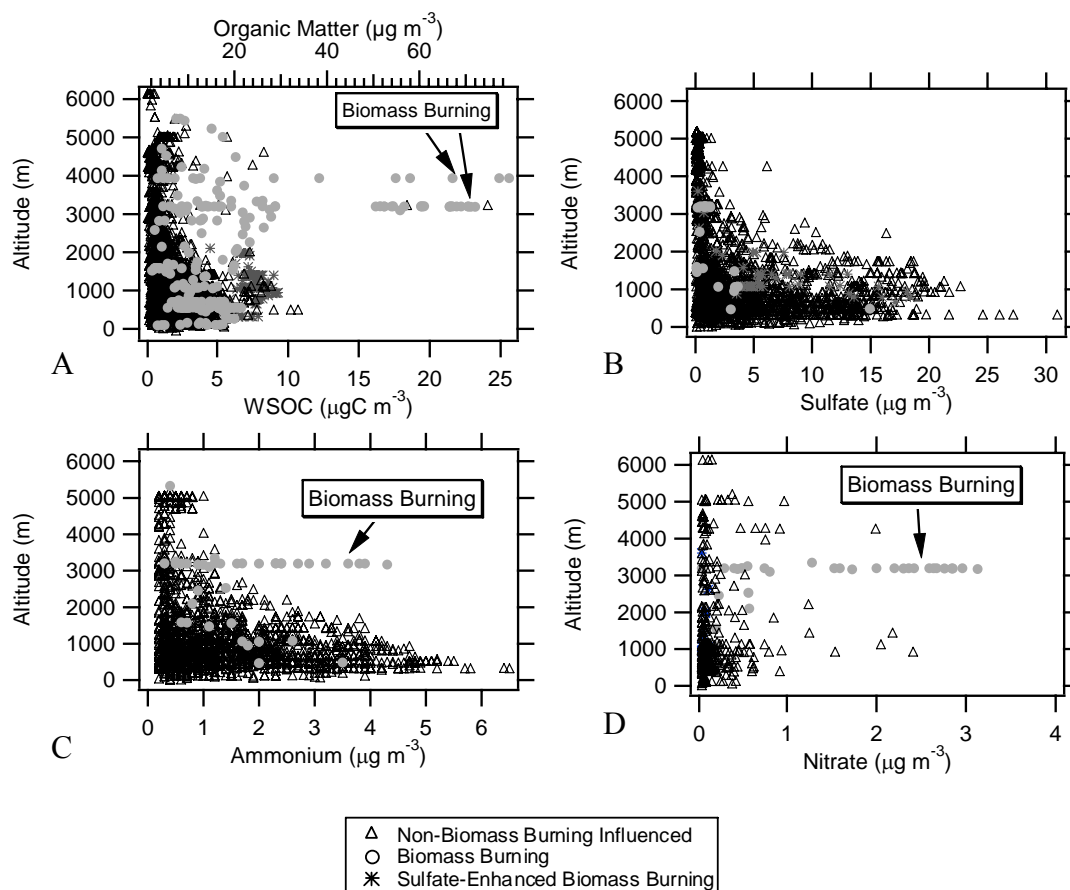 A
Organic Matter (µg m-3)
20 40 60
6000
5000
4000
3000
2000
1000
0
Altitude (m)
Biomass Burning
0 5 10 15 20 25
WSOC (µgC m-3)
B
6000
5000
4000
3000
2000
1000
0
Altitude (m)
0 5 10 15 20 25 30
Sulfate (µg m-3)
C
6000
5000
4000
3000
2000
1000
0
Altitude (m)
Biomass Burning
0 1 2 3 4 5 6
Ammonium (µg m-3)
D
6000
5000
4000
3000
2000
1000
0
Altitude (m)
Biomass Burning
0 1 2 3 4
Nitrate (µg m-3)
Non-Biomass Burning Influenced
Biomass Burning
Sulfate-Enhanced Biomass Burning